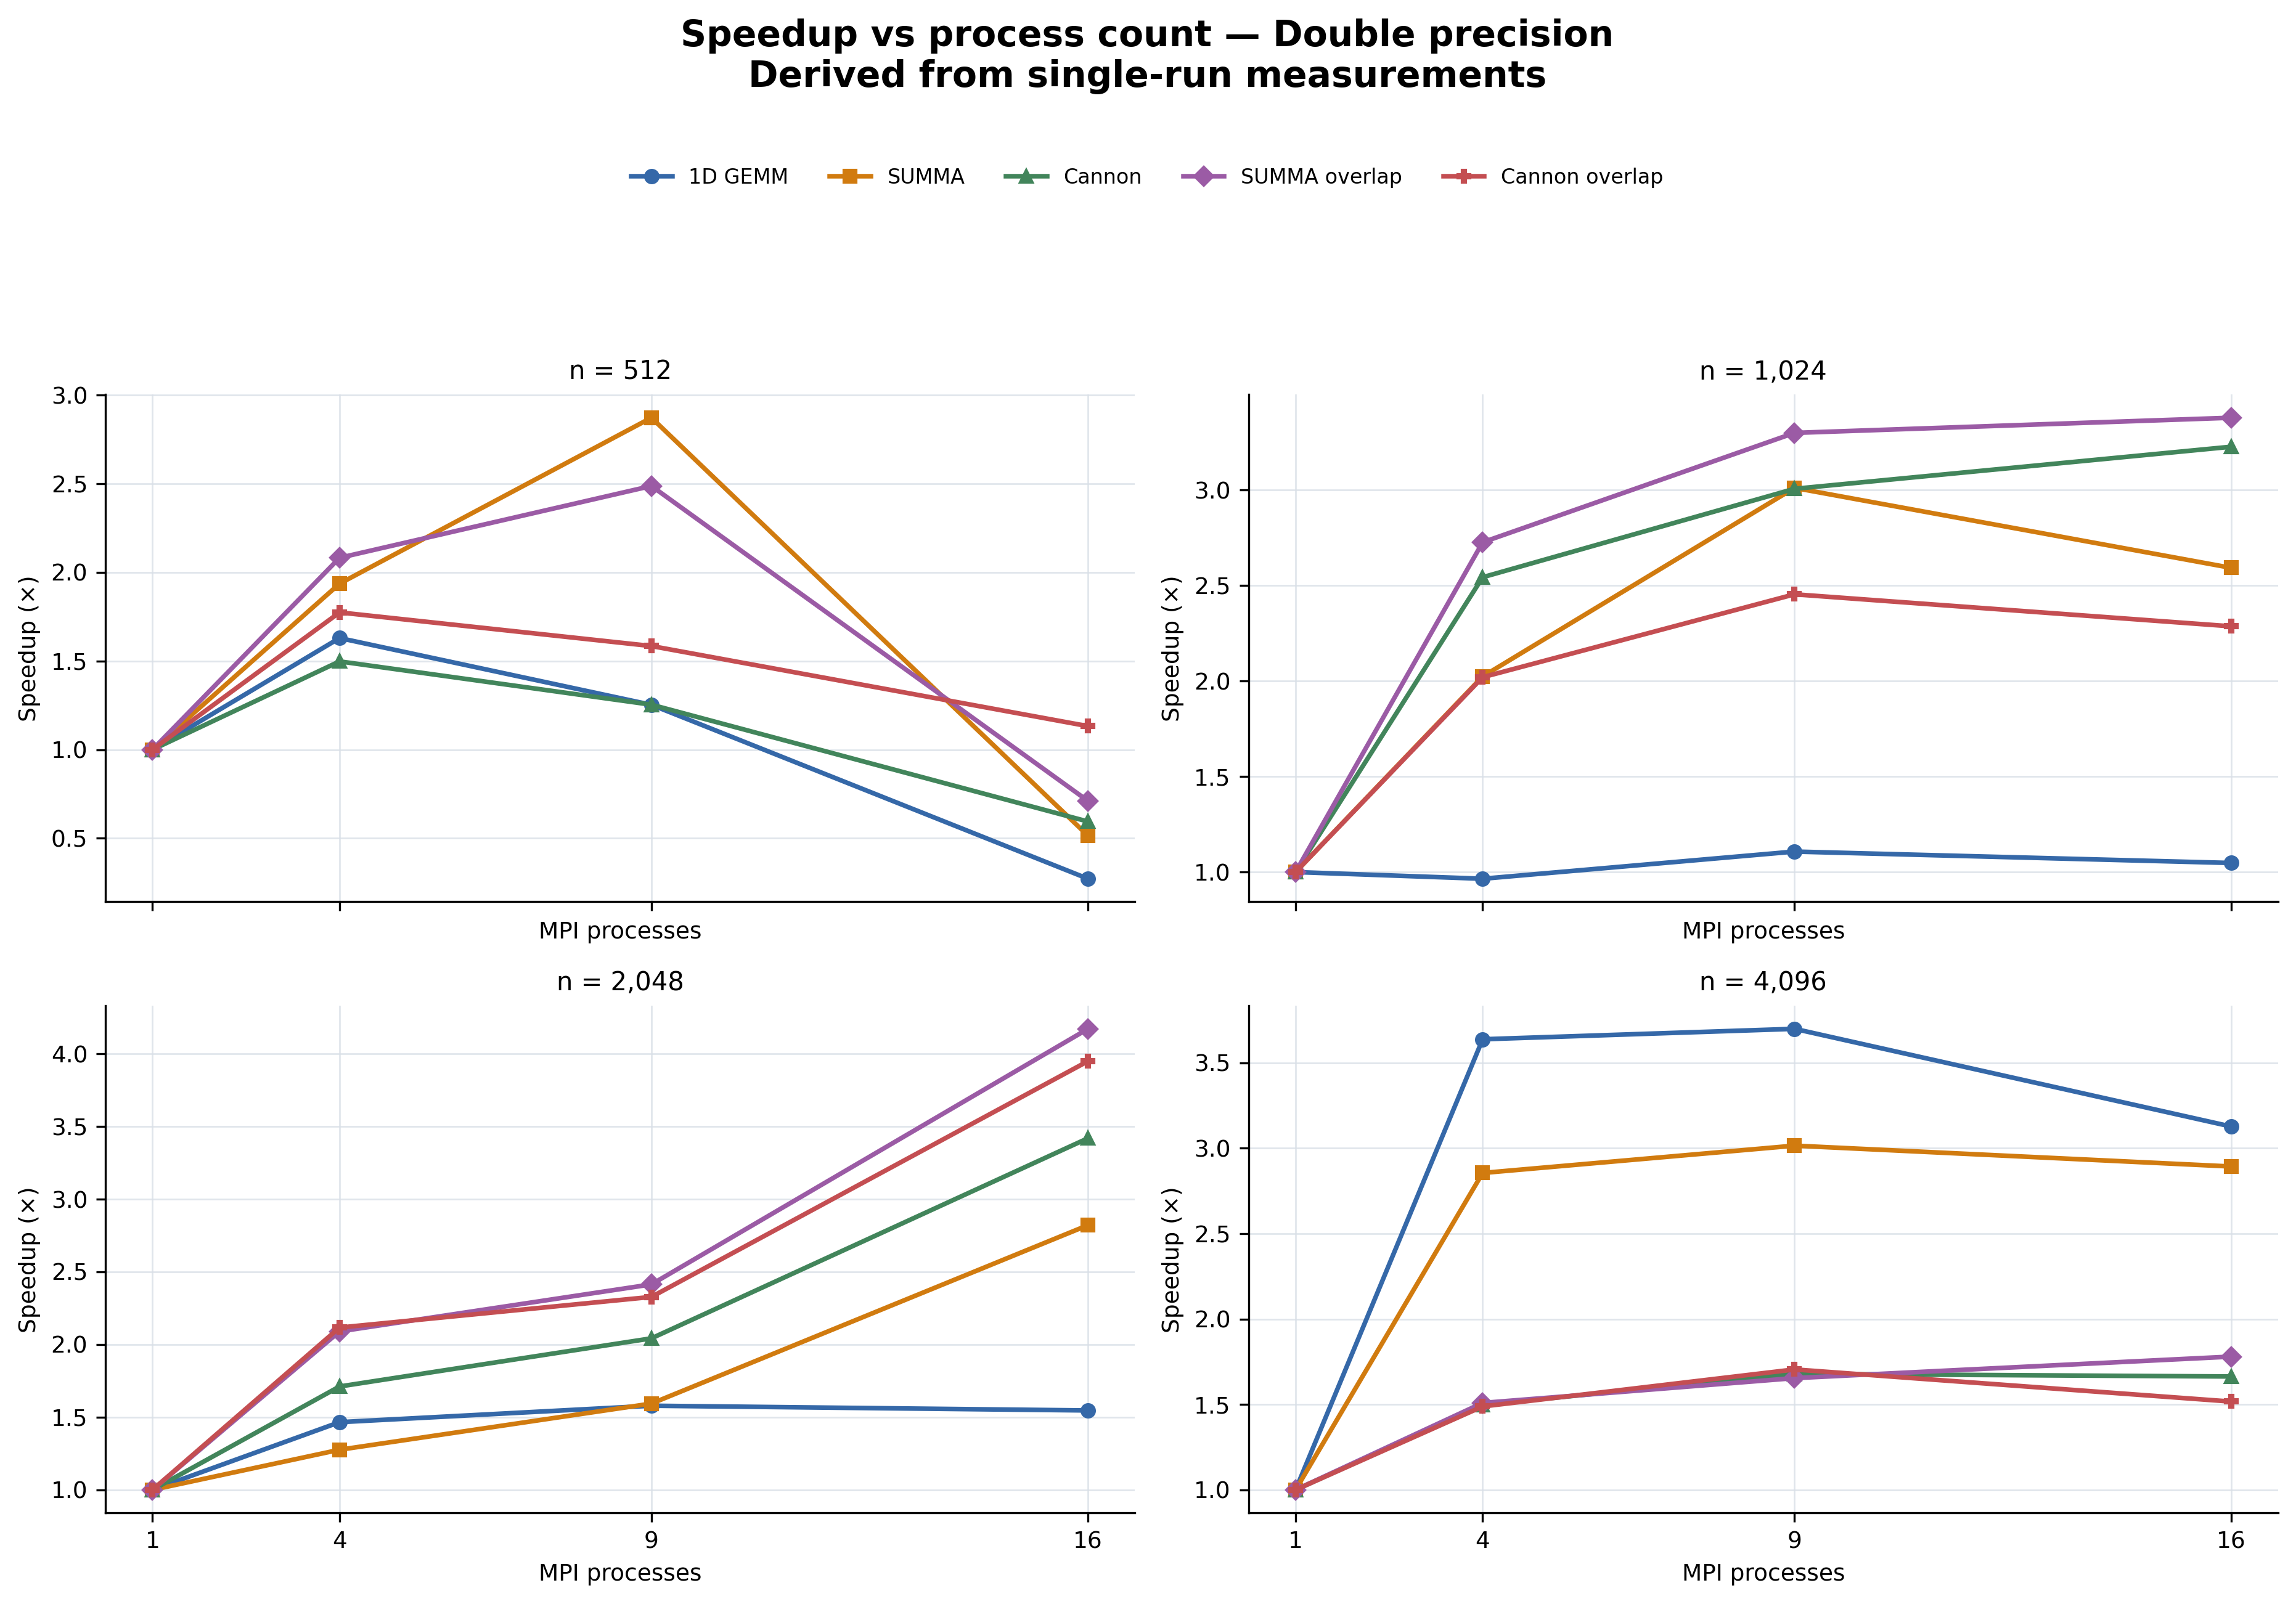 Speedup vs process count — Double precision
Derived from single-run measurements
1D GEMM SUMMA Cannon SUMMA overlap Cannon overlap
n = 512
3.0
2.5
2.0
1.5
1.0
0.5
Speedup (×)
MPI processes
n = 1,024
3.0
2.5
2.0
1.5
1.0
Speedup (×)
MPI processes
n = 2,048
4.0
3.5
3.0
2.5
2.0
1.5
1.0
Speedup (×)
1 4 9 16
MPI processes
n = 4,096
3.5
3.0
2.5
2.0
1.5
1.0
Speedup (×)
1 4 9 16
MPI processes